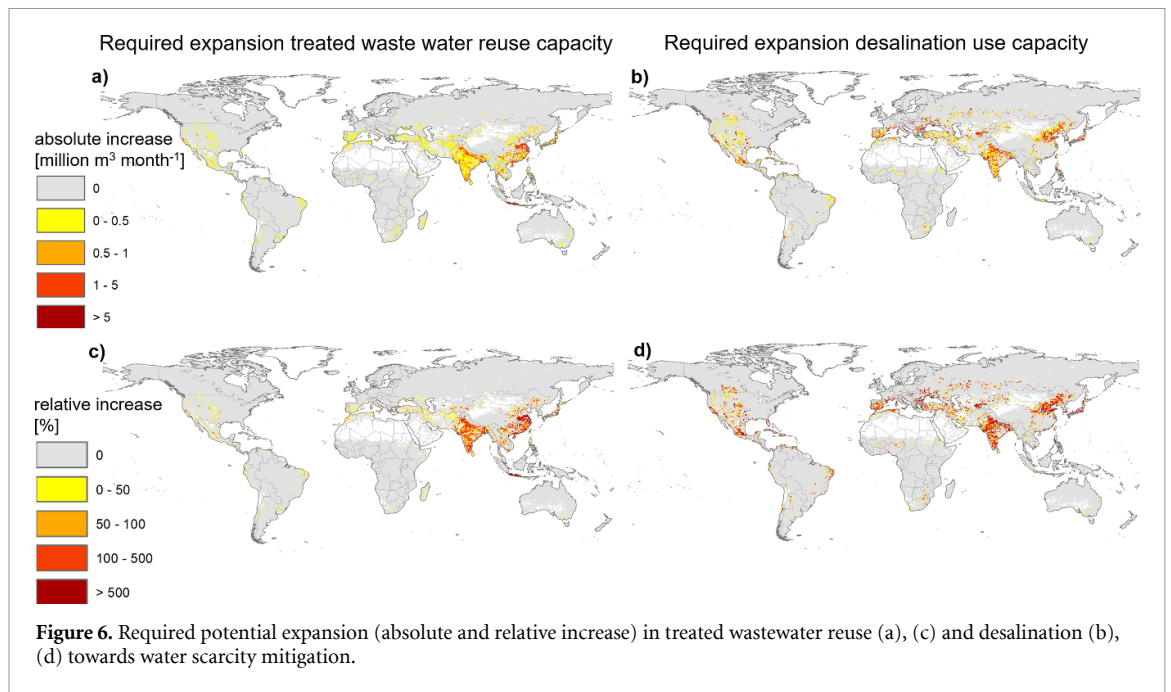 Required expansion treated waste water reuse capacity
Required expansion desalination use capacity
a)
b)
absolute increase
[million m³ month⁻¹]
0
0 - 0.5
0.5 - 1
1 - 5
> 5
c)
d)
relative increase
[%]
0
0 - 50
50 - 100
100 - 500
> 500
Figure 6. Required potential expansion (absolute and relative increase) in treated wastewater reuse (a), (c) and desalination (b),
(d) towards water scarcity mitigation.